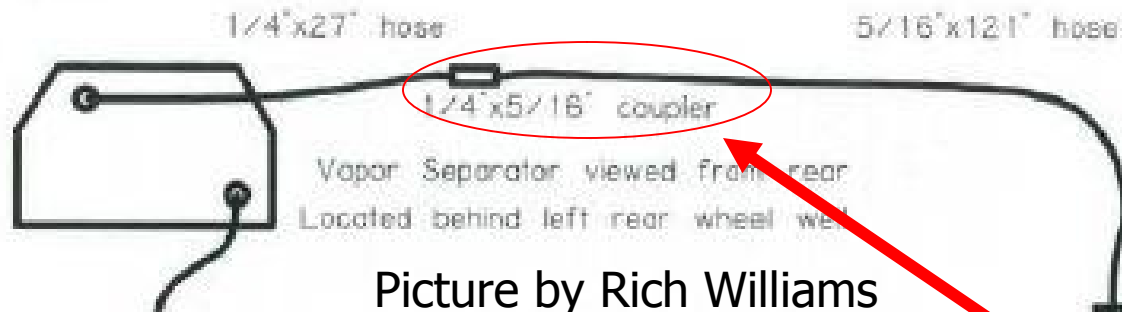 1/4"x27" hose 5/16"x121" hose
1/4"x5/16" coupler
Vapor Separator viewed from rear
Located behind left rear wheel well
Picture by Rich Williams